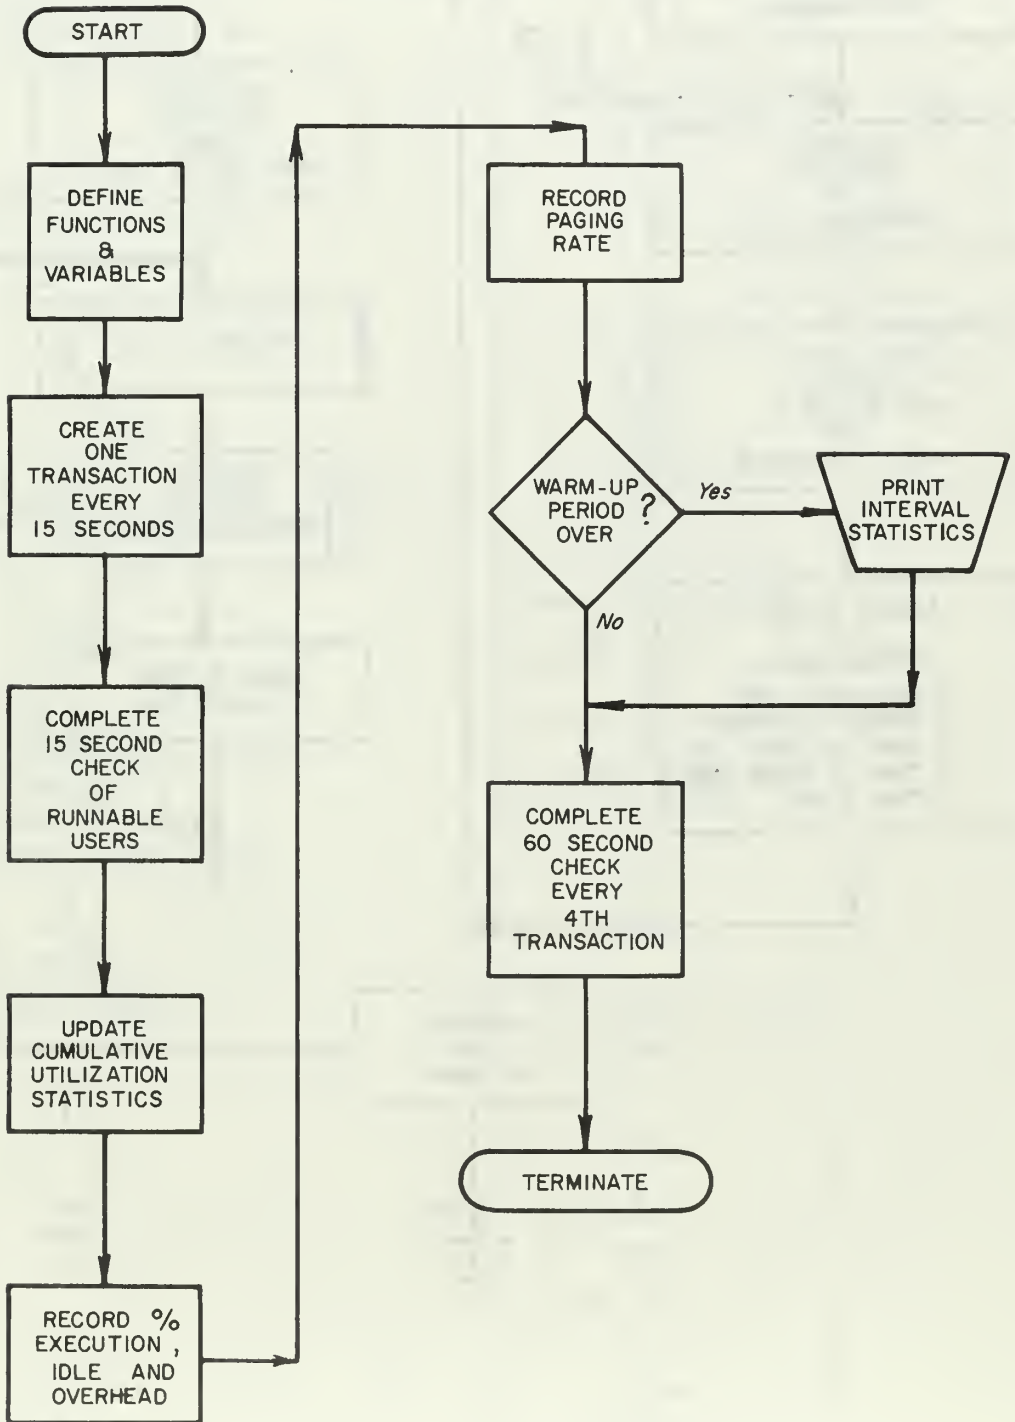 START
DEFINE
FUNCTIONS
&
VARIABLES
CREATE
ONE
TRANSACTION
EVERY
15 SECONDS
COMPLETE
15 SECOND
CHECK
OF
RUNNABLE
USERS
UPDATE
CUMULATIVE
UTILIZATION
STATISTICS
RECORD %
EXECUTION,
IDLE AND
OVERHEAD
RECORD
PAGING
RATE
WARM-UP
PERIOD ?
OVER
Yes
No
PRINT
INTERVAL
STATISTICS
COMPLETE
60 SECOND
CHECK
EVERY
4TH
TRANSACTION
TERMINATE